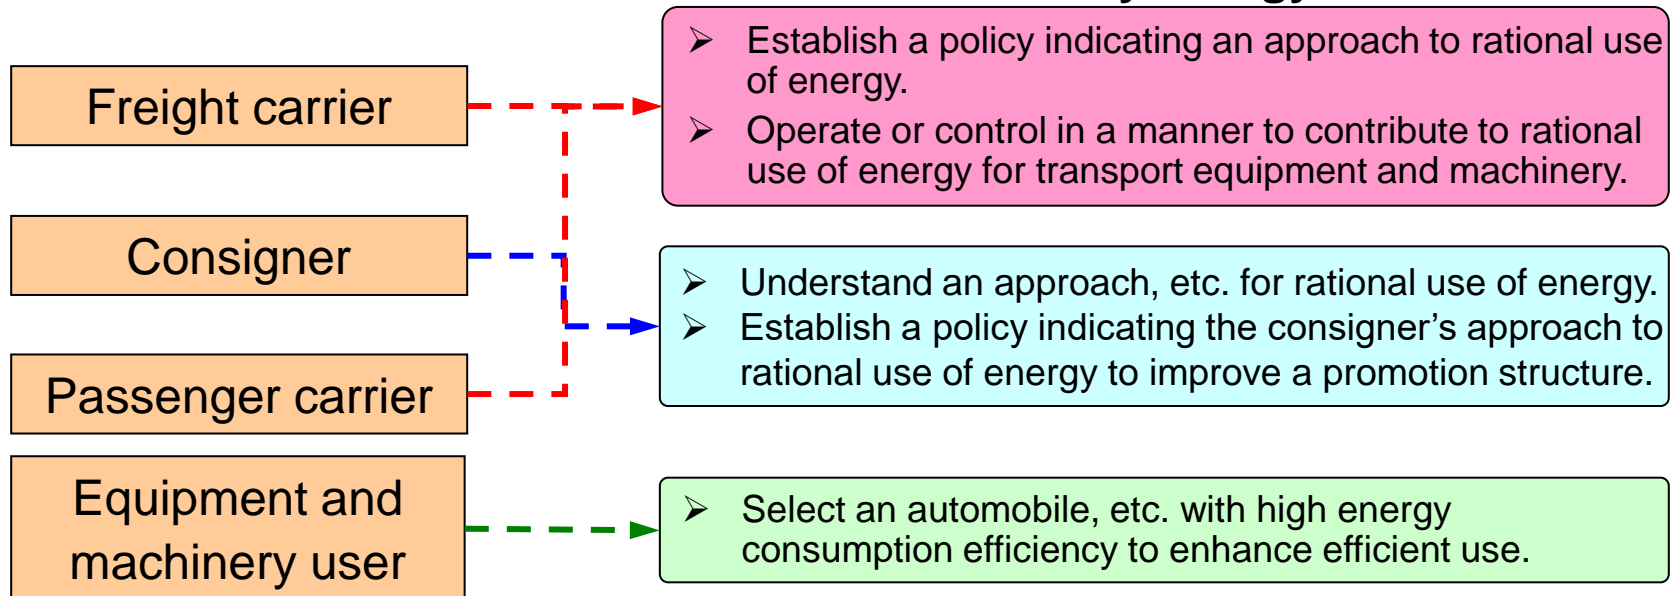 Freight carrier
Consigner
Passenger carrier
Equipment and
machinery user
➢ Establish a policy indicating an approach to rational use
of energy.
➢ Operate or control in a manner to contribute to rational
use of energy for transport equipment and machinery.
➢ Understand an approach, etc. for rational use of energy.
➢ Establish a policy indicating the consigner’s approach to
rational use of energy to improve a promotion structure.
➢ Select an automobile, etc. with high energy
consumption efficiency to enhance efficient use.